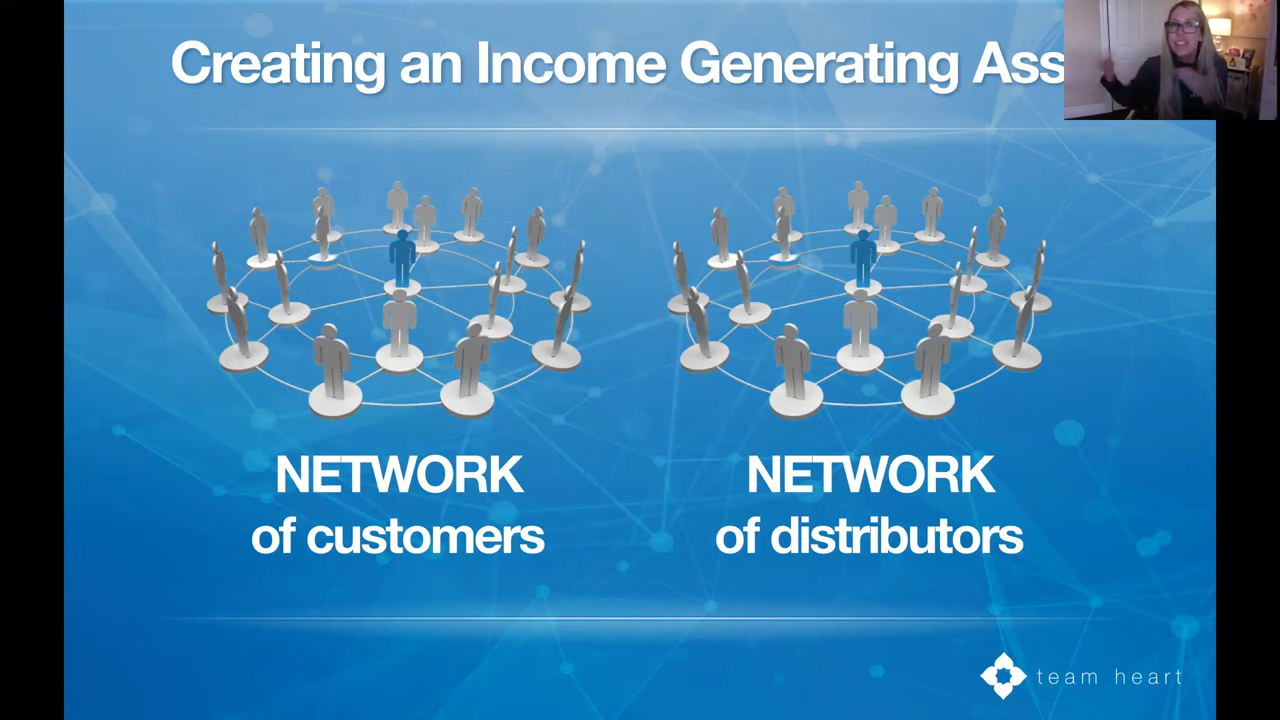 Creating an Income Generating Ass
NETWORK
of customers
NETWORK
of distributors
team heart